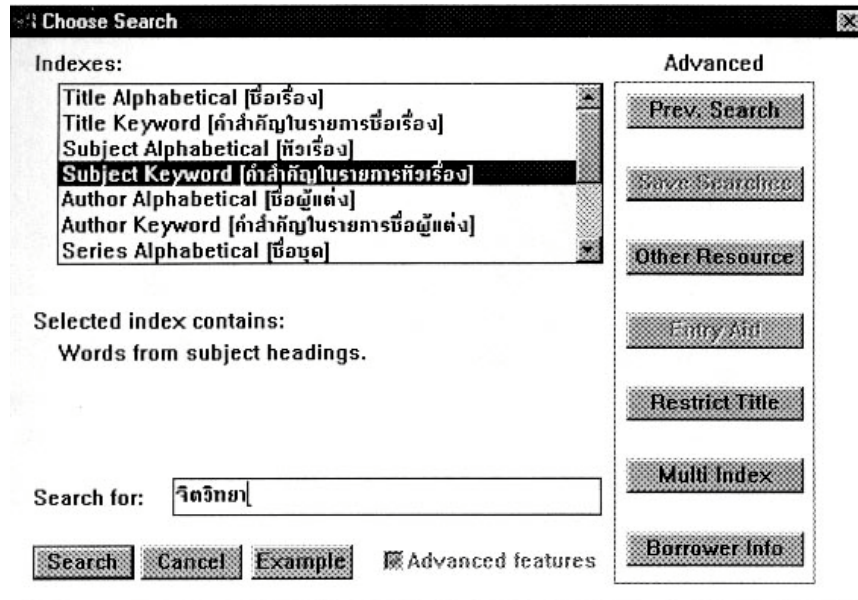 Choose Search
Indexes:
Title Alphabetical [ชื่อเรื่อง]
Title Keyword [คำสำคัญในรายการชื่อเรื่อง]
Subject Alphabetical [หัวเรื่อง]
Subject Keyword [คำสำคัญในรายการหัวเรื่อง]
Author Alphabetical [ชื่อผู้แต่ง]
Author Keyword [คำสำคัญในรายการชื่อผู้แต่ง]
Series Alphabetical [ชื่อชุด]
Selected index contains:
Words from subject headings.
Search for: จิตวิทยา
Search Cancel Example Advanced features
Advanced
Prev. Search
Save Searches
Other Resource
Entry Aid
Restrict Title
Multi Index
Borrower Info